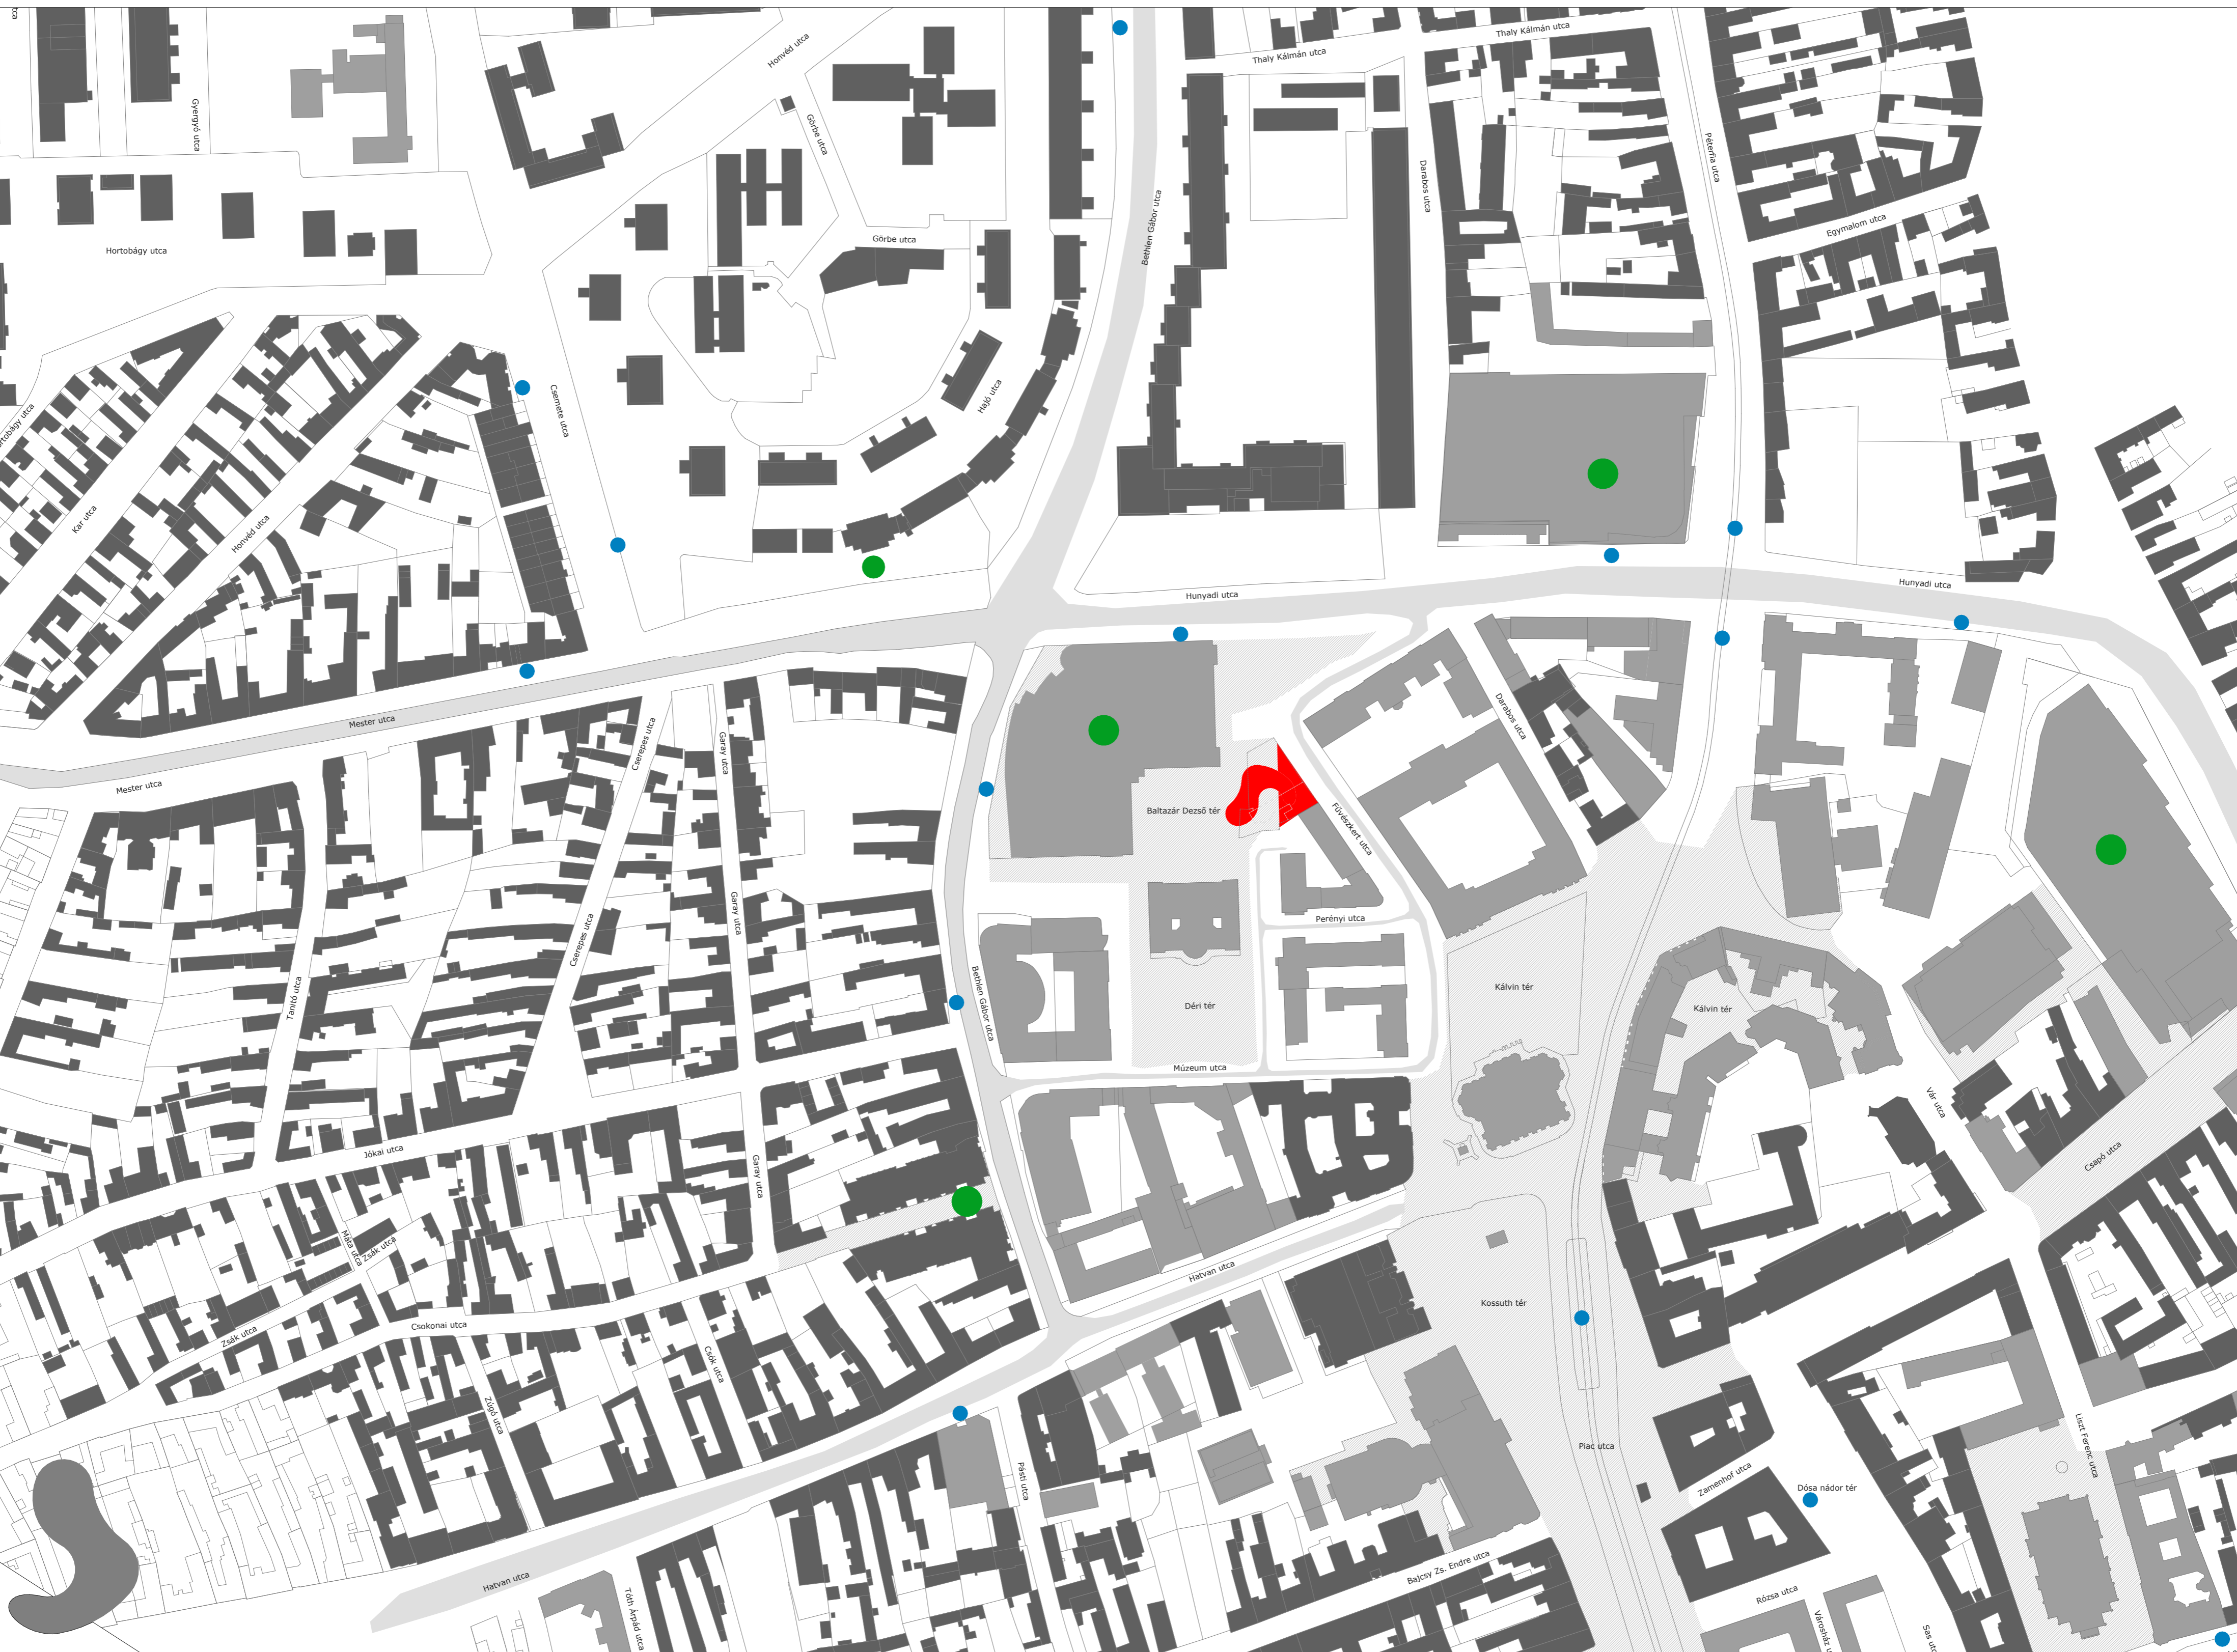 Thaly Kálmán utca
Thaly Kálmán utca
Honvéd utca
Gyergyó utca
Görbe utca
Péterfia utca
Darabos utca
Bethlen Gábor utca
Egymalom utca
Görbe utca
Hortobágy utca
Hajó utca
Csemete utca
Kar utca
Honvéd utca
Hunyadi utca
Hunyadi utca
Darabos utca
Mester utca
Cserepes utca
Garay utca
Mester utca
Baltazár Dezső tér
Füvészkert utca
Garay utca
Perényi utca
Cserepes utca
Kálvin tér
Tanító utca
Bethlen Gábor utca
Déri tér
Kálvin tér
Múzeum utca
Vár utca
Jókai utca
Csapó utca
Garay utca
Máta utca
Zsák utca
Hatvan utca
Kossuth tér
Csokonai utca
Zsák utca
Csók utca
Zúgó utca
Piac utca
Liszt Ferenc utca
Pásti utca
Zamenhof utca
Dósa nádor tér
Bajcsy Zs. Endre utca
Hatvan utca
Rózsa utca
Tóth Árpád utca